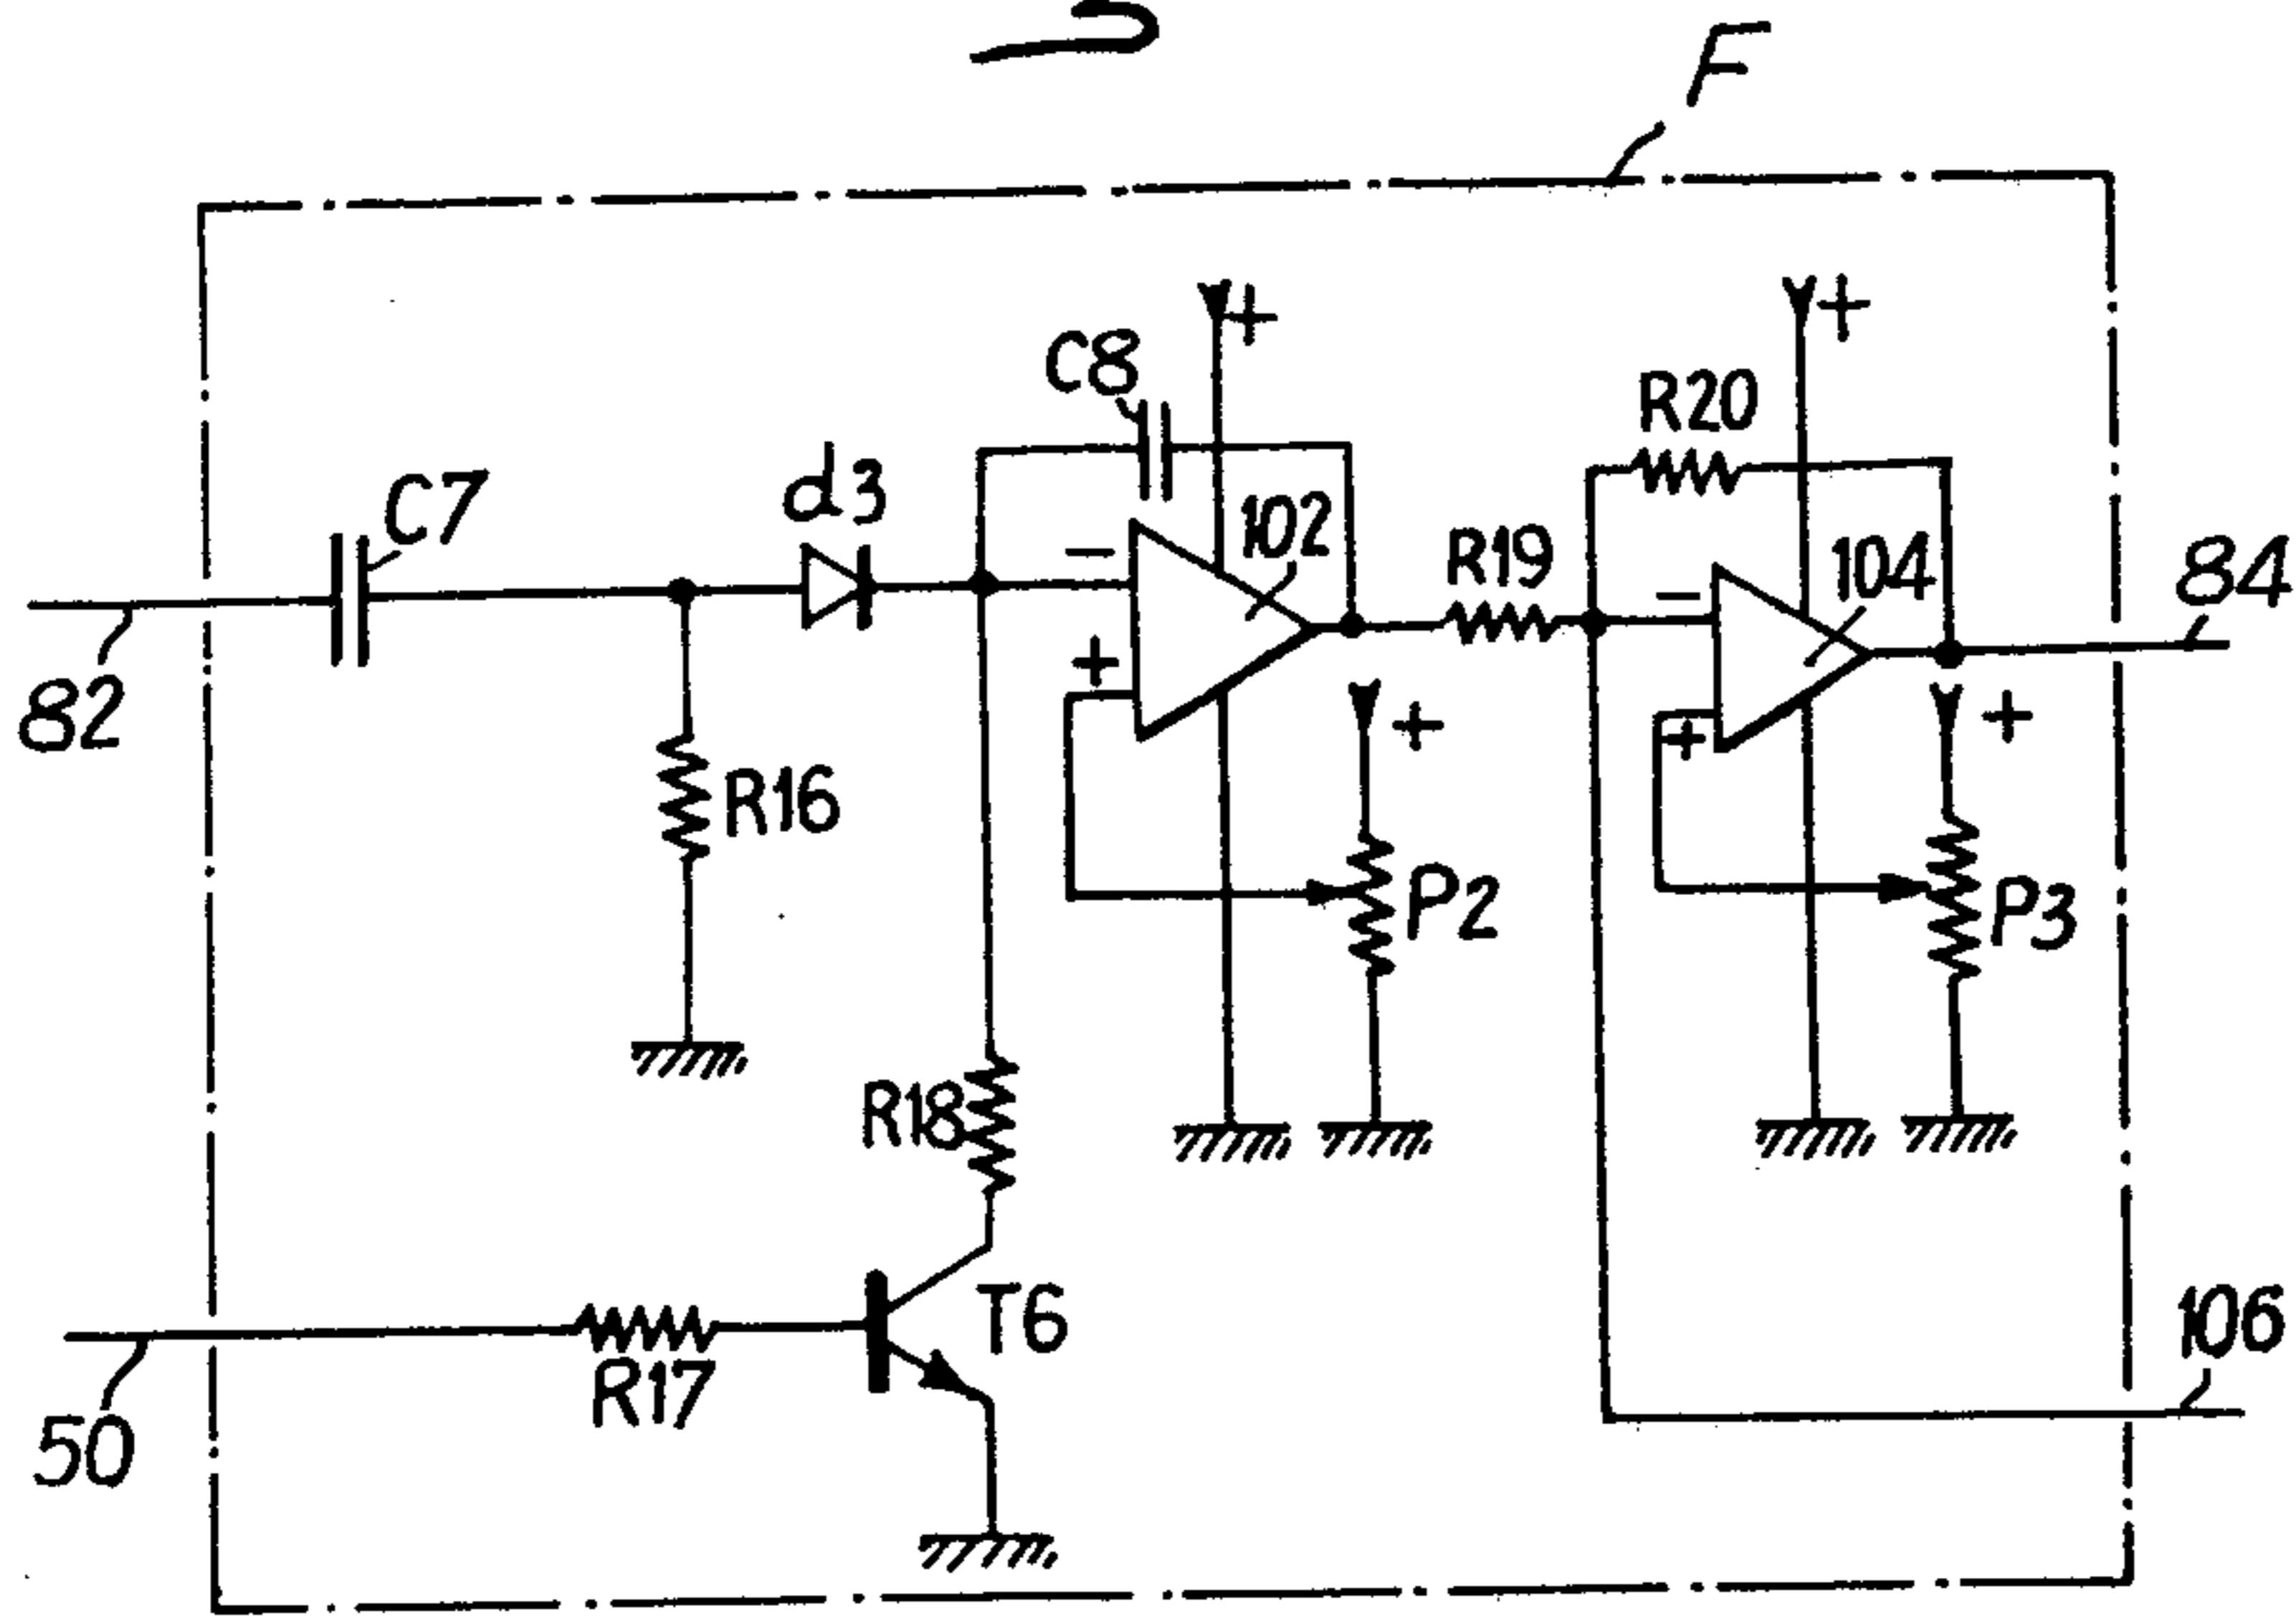 F
+
+
C8
R20
C7
d3
102
R19
104
84
−
−
82
+
+
+
+
R16
P2
P3
R18
T6
106
R17
50